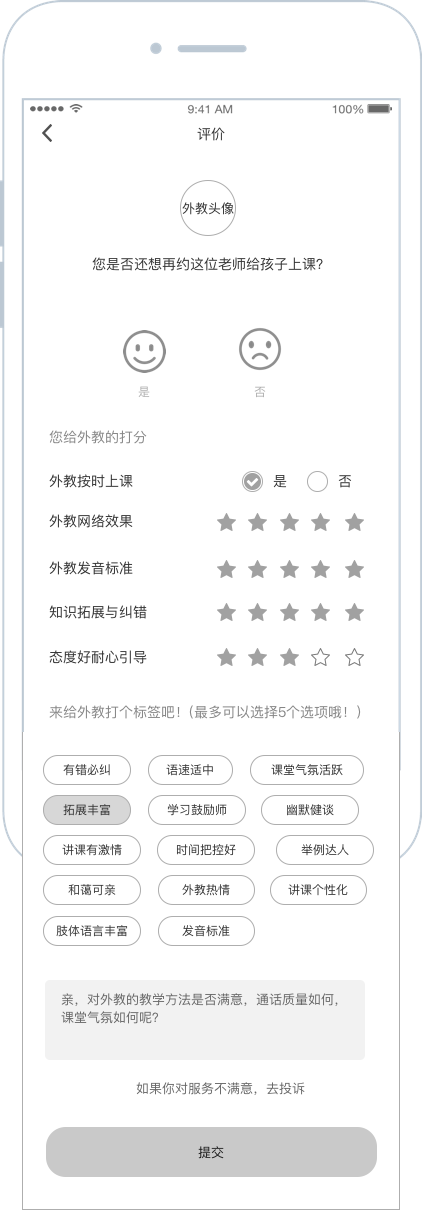 9:41 AM 100%
评价
外教头像
您是否还想再约这位老师给孩子上课?
是 否
您给外教的打分
外教按时上课 是 否
外教网络效果
外教发音标准
知识拓展与纠错
态度好耐心引导
来给外教打个标签吧！(最多可以选择5个选项哦！)
有错必纠 语速适中 课堂气氛活跃
拓展丰富 学习鼓励师 幽默健谈
讲课有激情 时间把控好 举例达人
和蔼可亲 外教热情 讲课个性化
肢体语言丰富 发音标准
亲，对外教的教学方法是否满意，通话质量如何，
课堂气氛如何呢?
如果你对服务不满意，去投诉
提交